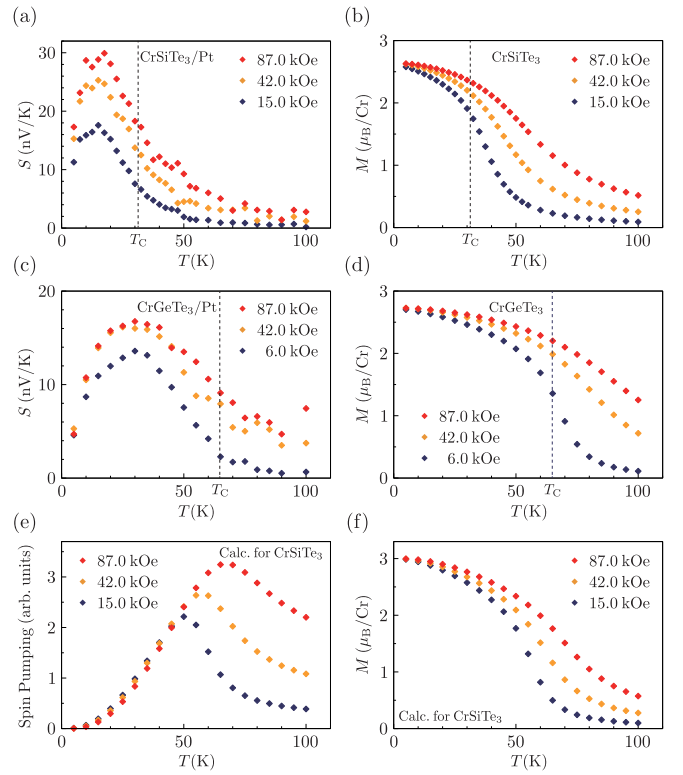 (a)
30
20
10
0
S (nV/K)
CrSiTe3/Pt
87.0 kOe
42.0 kOe
15.0 kOe
0
TC
50
100
T(K)
(b)
3
2
1
0
M (μB/Cr)
CrSiTe3
87.0 kOe
42.0 kOe
15.0 kOe
0
TC
50
100
T(K)
(c)
20
10
0
S (nV/K)
CrGeTe3/Pt
87.0 kOe
42.0 kOe
6.0 kOe
0
50
TC
100
T(K)
(d)
3
2
1
0
M (μB/Cr)
CrGeTe3
87.0 kOe
42.0 kOe
6.0 kOe
0
50
TC
100
T(K)
(e)
3
2
1
0
Spin Pumping (arb. units)
Calc. for CrSiTe3
87.0 kOe
42.0 kOe
15.0 kOe
0
50
100
T(K)
(f)
3
2
1
0
M (μB/Cr)
87.0 kOe
42.0 kOe
15.0 kOe
Calc. for CrSiTe3
0
50
100
T(K)